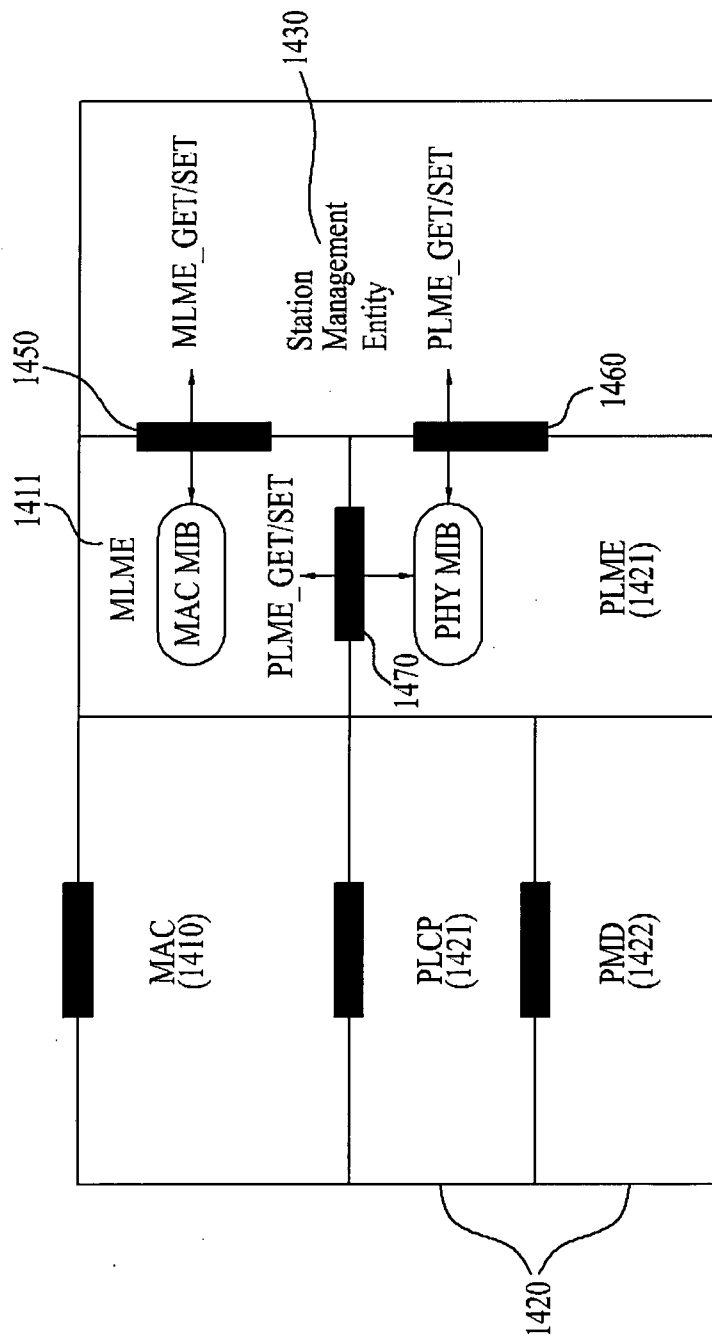 1411
1450
1430
MLME
MAC MIB
MLME_GET/SET
MAC
(1410)
PLME_GET/SET
Station
Management
Entity
1470
PLCP
(1421)
PHY MIB
PLME_GET/SET
1460
PMD
(1422)
PLME
(1421)
1420